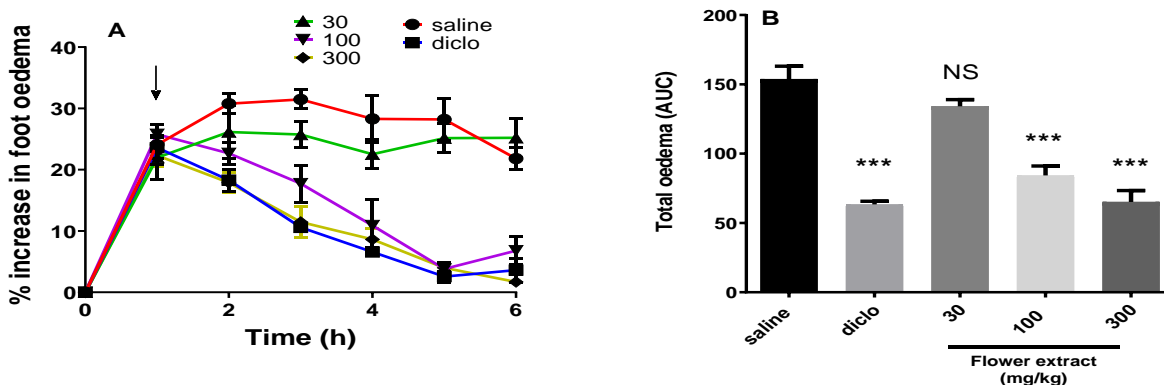 A
30
100
300
saline
diclo
% increase in foot oedema
40
30
20
10
0
0
2
4
6
Time (h)
B
Total oedema (AUC)
200
150
100
50
0
NS
***
***
***
saline
diclo
30
100
300
Flower extract
(mg/kg)